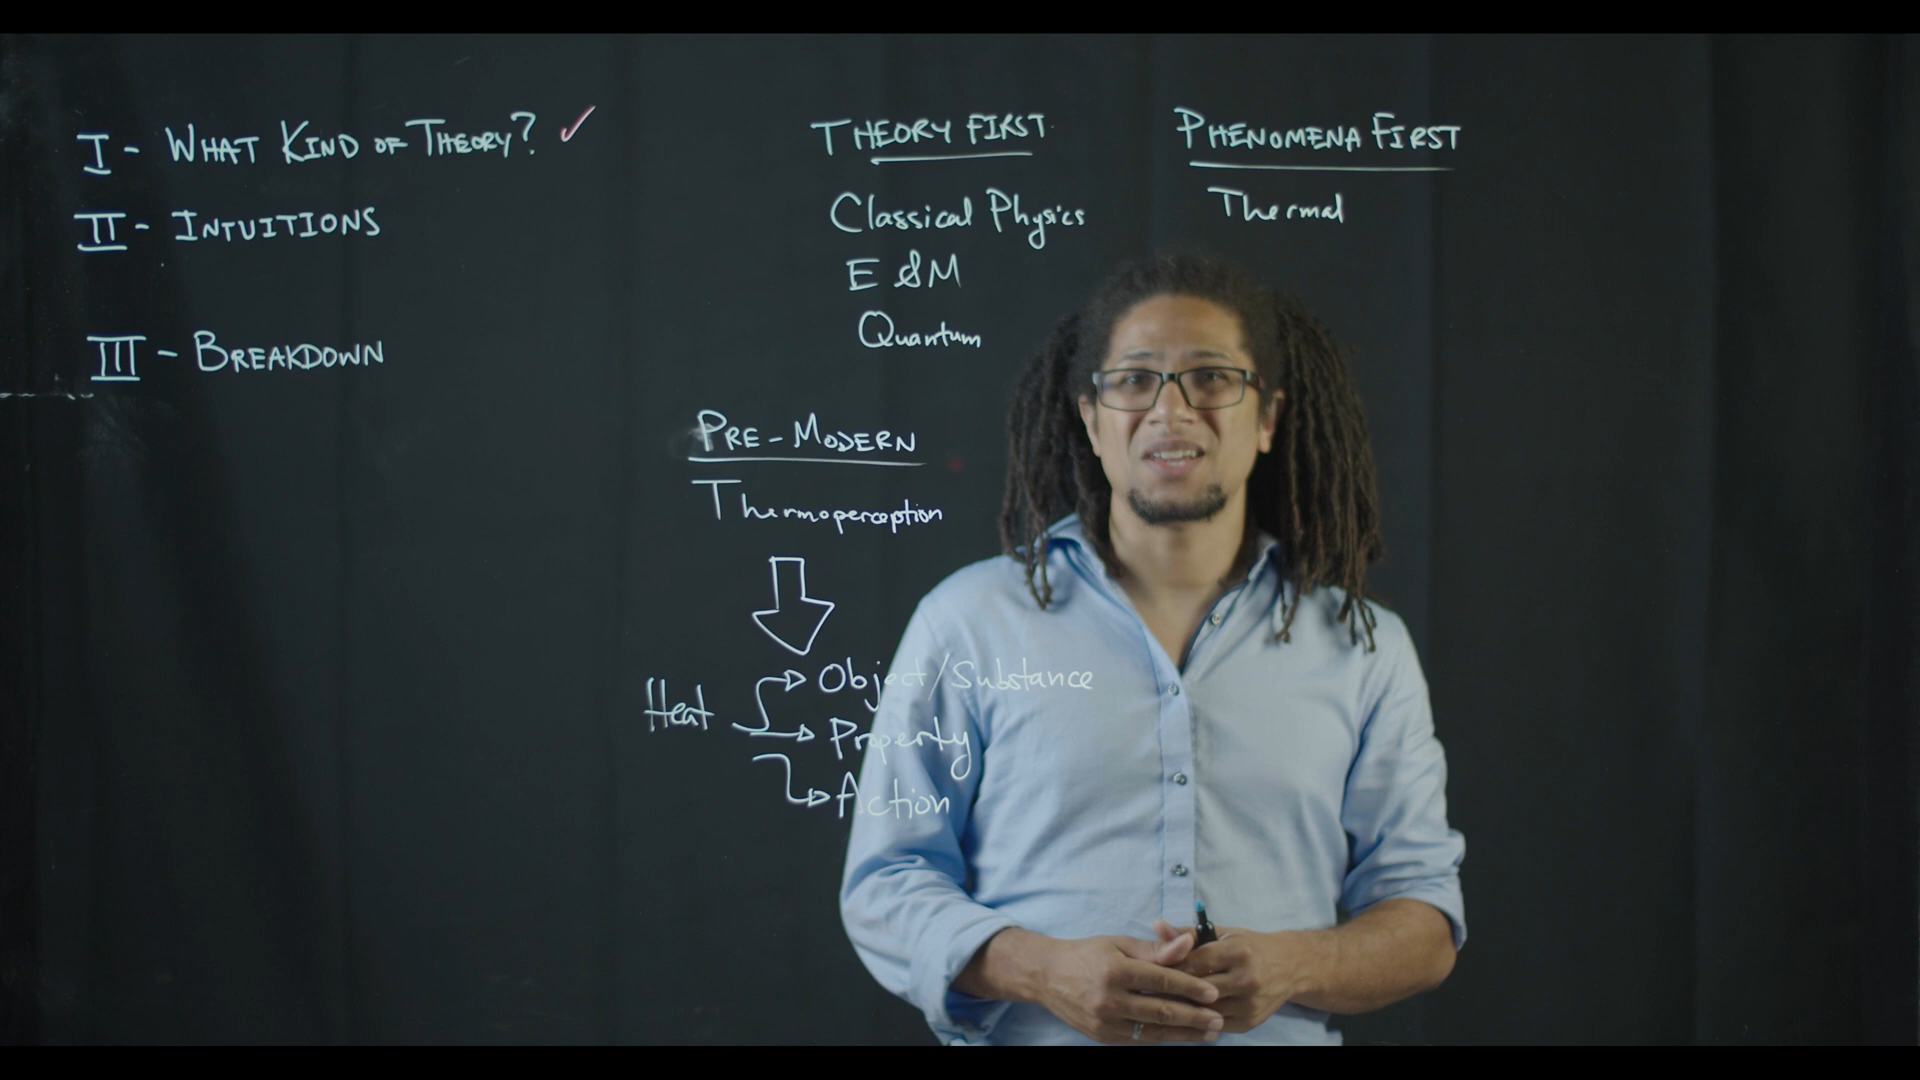 I - WHAT KIND OF THEORY? ✓
II - INTUITIONS
III - BREAKDOWN
THEORY FIRST
Classical Physics
E & M
Quantum
PHENOMENA FIRST
Thermal
PRE-MODERN
Thermoperception
Heat
Object/Substance
Property
Action